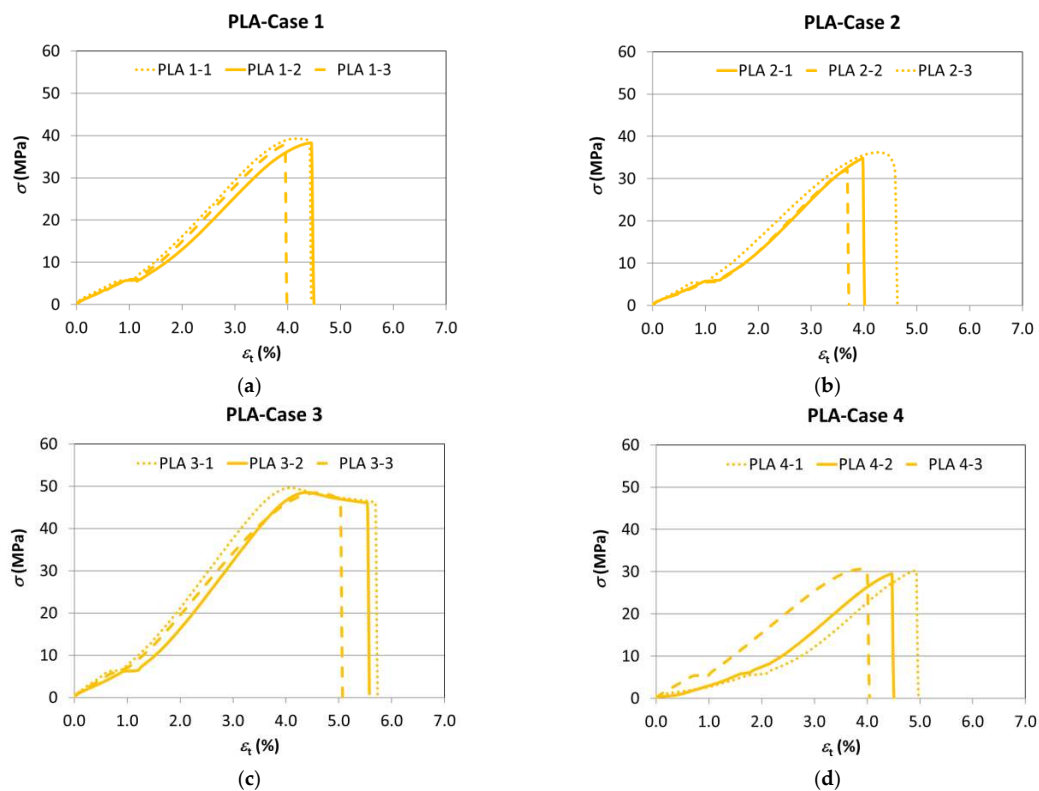 PLA-Case 1
60
50
40
30
20
10
0
σ (MPa)
PLA 1-1 PLA 1-2 PLA 1-3
0.0 1.0 2.0 3.0 4.0 5.0 6.0 7.0
εt (%)
(a)
PLA-Case 2
60
50
40
30
20
10
0
σ (MPa)
PLA 2-1 PLA 2-2 PLA 2-3
0.0 1.0 2.0 3.0 4.0 5.0 6.0 7.0
εt (%)
(b)
PLA-Case 3
60
50
40
30
20
10
0
σ (MPa)
PLA 3-1 PLA 3-2 PLA 3-3
0.0 1.0 2.0 3.0 4.0 5.0 6.0 7.0
εt (%)
(c)
PLA-Case 4
60
50
40
30
20
10
0
σ (MPa)
PLA 4-1 PLA 4-2 PLA 4-3
0.0 1.0 2.0 3.0 4.0 5.0 6.0 7.0
εt (%)
(d)